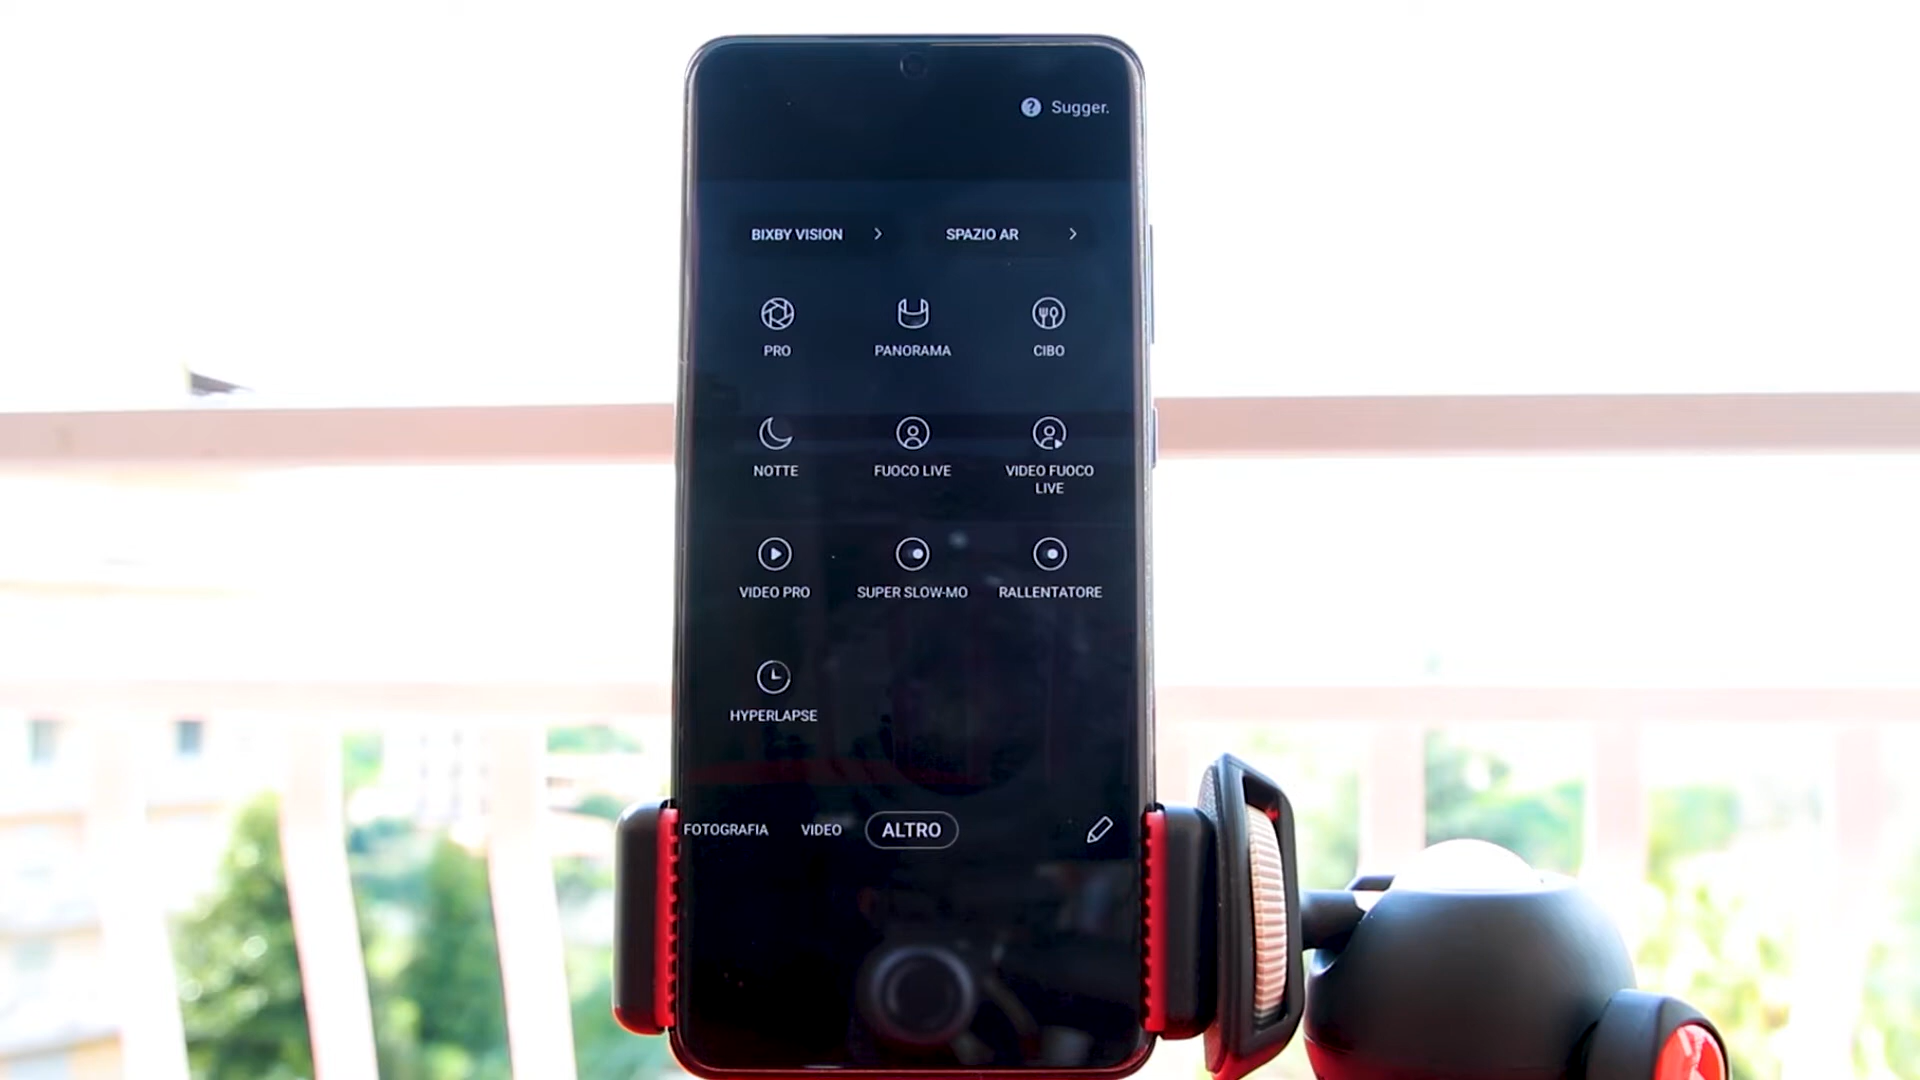 Sugger.
BIXBY VISION
SPAZIO AR
PRO
PANORAMA
CIBO
NOTTE
FUOCO LIVE
VIDEO FUOCO
LIVE
VIDEO PRO
SUPER SLOW-MO
RALLENTATORE
HYPERLAPSE
FOTOGRAFIA
VIDEO
ALTRO